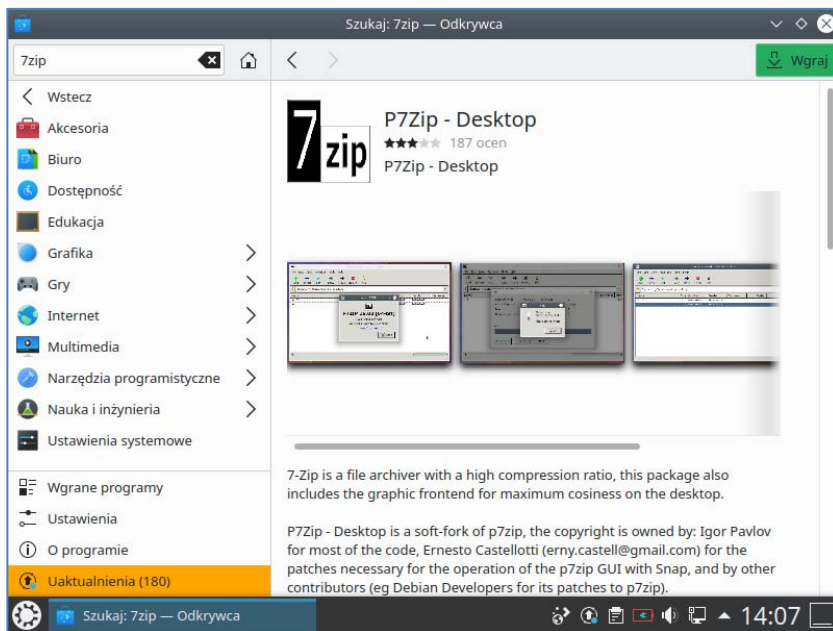 Szukaj: 7zip — Odkrywca
7zip
Wgraj
Wstecz
Akcesoria
Biuro
Dostępność
Edukacja
Grafika
Gry
Internet
Multimedia
Narzędzia programistyczne
Nauka i inżynieria
Ustawienia systemowe
Wgrane programy
Ustawienia
O programie
Uaktualnienia (180)
7 zip
P7Zip - Desktop
187 ocen
P7Zip - Desktop
7-Zip is a file archiver with a high compression ratio, this package also
includes the graphic frontend for maximum cosiness on the desktop.
P7Zip - Desktop is a soft-fork of p7zip, the copyright is owned by: Igor Pavlov
for most of the code, Ernesto Castellotti (erny.castell@gmail.com) for the
patches necessary for the operation of the p7zip GUI with Snap, and by other
contributors (eg Debian Developers for its patches to p7zip).
Szukaj: 7zip — Odkrywca
14:07